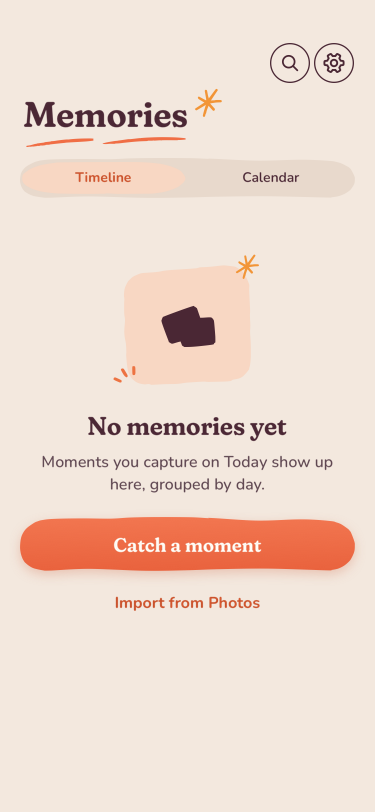 Memories
Timeline
Calendar
No memories yet
Moments you capture on Today show up
here, grouped by day.
Catch a moment
Import from Photos